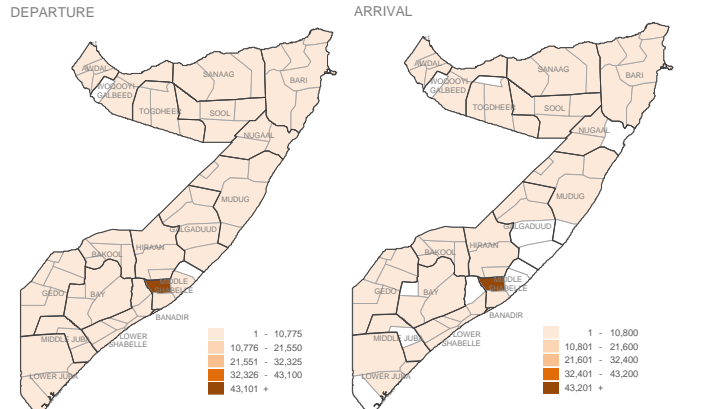 DEPARTURE
AWDAL
WOQOOYI
GALBEED
TOGDHEER
SANAAG
SOOL
BARI
NUGAAL
MUDUG
GALGADUUD
HIRAAN
BAKOOL
GEDO
BAY
MIDDLE
SHABELLE
BANADIR
LOWER
SHABELLE
MIDDLE JUBA
LOWER JUBA
1 - 10,775
10,776 - 21,550
21,551 - 32,325
32,326 - 43,100
43,101 +
ARRIVAL
AWDAL
WOQOOYI
GALBEED
TOGDHEER
SANAAG
SOOL
BARI
NUGAAL
MUDUG
GALGADUUD
HIRAAN
BAKOOL
GEDO
BAY
MIDDLE
SHABELLE
BANADIR
LOWER
SHABELLE
MIDDLE JUBA
LOWER JUBA
1 - 10,800
10,801 - 21,600
21,601 - 32,400
32,401 - 43,200
43,201 +